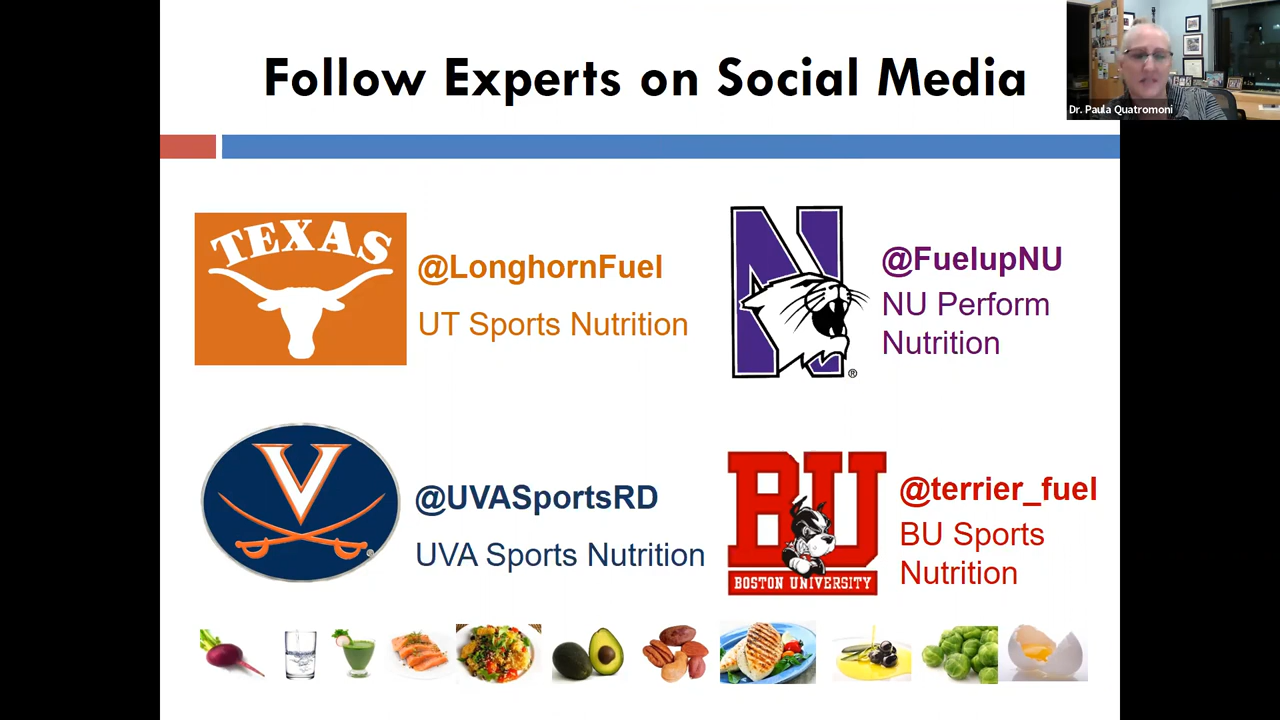 Follow Experts on Social Media
Dr. Paula Quatromoni
TEXAS
@LonghornFuel
UT Sports Nutrition
N
®
@FuelupNU
NU Perform
Nutrition
V
®
@UVASportsRD
UVA Sports Nutrition
BU
BOSTON UNIVERSITY
@terrier_fuel
BU Sports
Nutrition